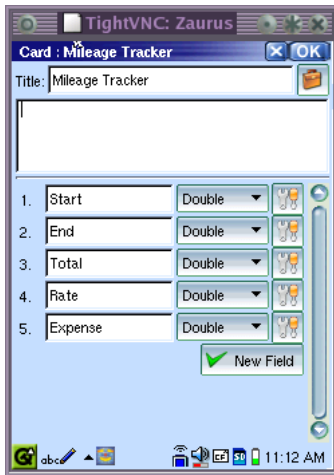 TightVNC: Zaurus
Card : Mileage Tracker
OK
Title: Mileage Tracker
1. Start Double
2. End Double
3. Total Double
4. Rate Double
5. Expense Double
New Field
abc 11:12 AM